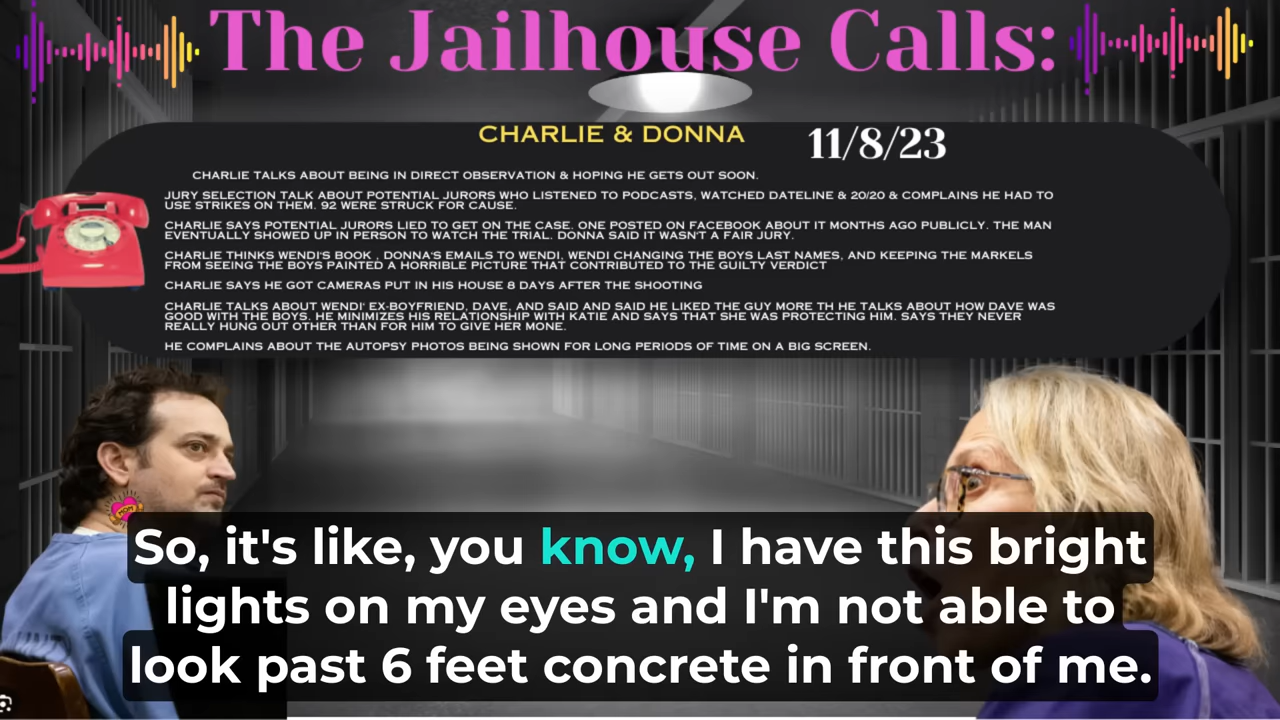 The Jailhouse Calls:
CHARLIE & DONNA
11/8/23
CHARLIE TALKS ABOUT BEING IN DIRECT OBSERVATION & HOPING HE GETS OUT SOON.
JURY SELECTION TALK ABOUT POTENTIAL JURORS WHO LISTENED TO PODCASTS, WATCHED DATELINE & 20/20 & COMPLAINS HE HAD TO
USE STRIKES ON THEM. 92 WERE STRUCK FOR CAUSE.
CHARLIE SAYS POTENTIAL JURORS LIED TO GET ON THE CASE. ONE POSTED ON FACEBOOK ABOUT IT MONTHS AGO PUBLICLY. THE MAN
EVENTUALLY SHOWED UP IN PERSON TO WATCH THE TRIAL. DONNA SAID IT WASN'T A FAIR JURY.
CHARLIE THINKS WENDI'S BOOK , DONNA'S EMAILS TO WENDI, WENDI CHANGING THE BOYS LAST NAMES, AND KEEPING THE MARKELS
FROM SEEING THE BOYS PAINTED A HORRIBLE PICTURE THAT CONTRIBUTED TO THE GUILTY VERDICT
CHARLIE SAYS HE GOT CAMERAS PUT IN HIS HOUSE 8 DAYS AFTER THE SHOOTING
CHARLIE TALKS ABOUT WENDI' EX-BOYFRIEND, DAVE, AND SAID AND SAID HE LIKED THE GUY MORE TH HE TALKS ABOUT HOW DAVE WAS
GOOD WITH THE BOYS. HE MINIMIZES HIS RELATIONSHIP WITH KATIE AND SAYS THAT SHE WAS PROTECTING HIM. SAYS THEY NEVER
REALLY HUNG OUT OTHER THAN FOR HIM TO GIVE HER MONE.
HE COMPLAINS ABOUT THE AUTOPSY PHOTOS BEING SHOWN FOR LONG PERIODS OF TIME ON A BIG SCREEN.
MOM
So, it's like, you know, I have this bright
lights on my eyes and I'm not able to
look past 6 feet concrete in front of me.